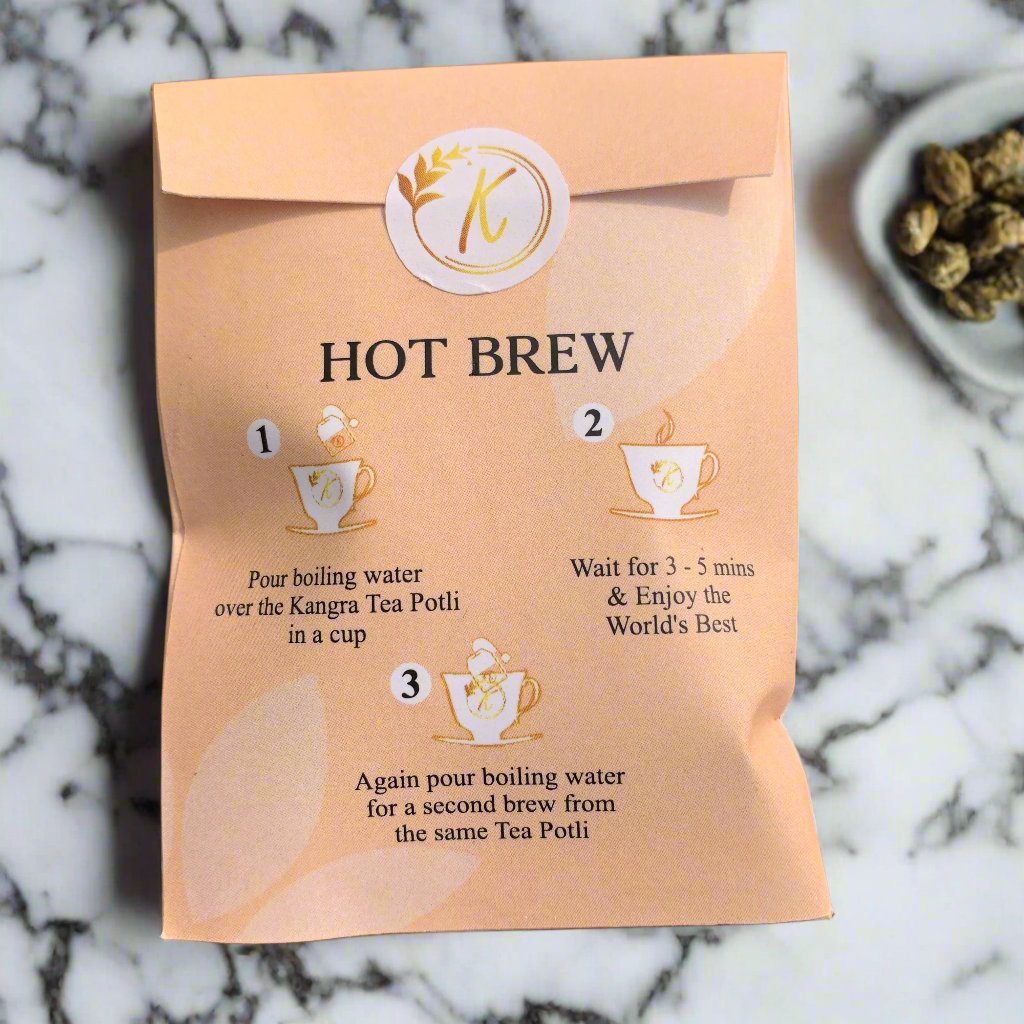 K
HOT BREW
1
Pour boiling water
over the Kangra Tea Potli
in a cup
2
Wait for 3 - 5 mins
& Enjoy the
World's Best
3
Again pour boiling water
for a second brew from
the same Tea Potli